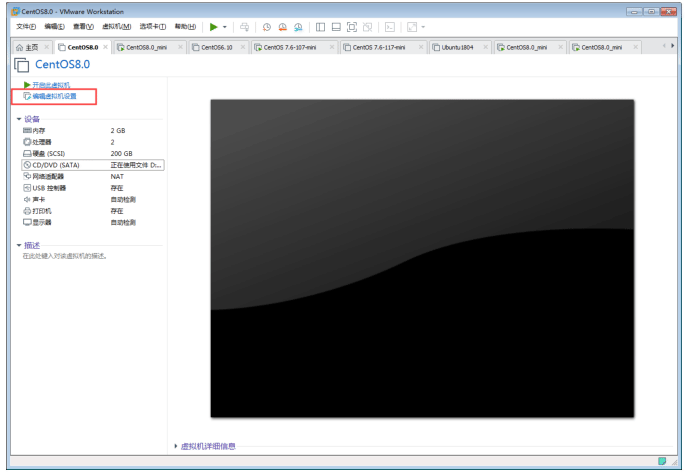 CentOS8.0 - VMware Workstation
文件(F) 编辑(E) 查看(V) 虚拟机(M) 选项卡(T) 帮助(H)
主页 CentOS8.0 CentOS8.0_mini CentOS6.10 CentOS 7.6-107-mini CentOS 7.6-117-mini Ubuntu1804 CentOS8.0_mini CentOS8.0_mini
CentOS8.0
开启此虚拟机
编辑虚拟机设置
设备
内存 2 GB
处理器 2
硬盘 (SCSI) 200 GB
CD/DVD (SATA) 正在使用文件 D:...
网络适配器 NAT
USB 控制器 存在
声卡 自动检测
打印机 存在
显示器 自动检测
描述
在此处键入对该虚拟机的描述。
虚拟机详细信息